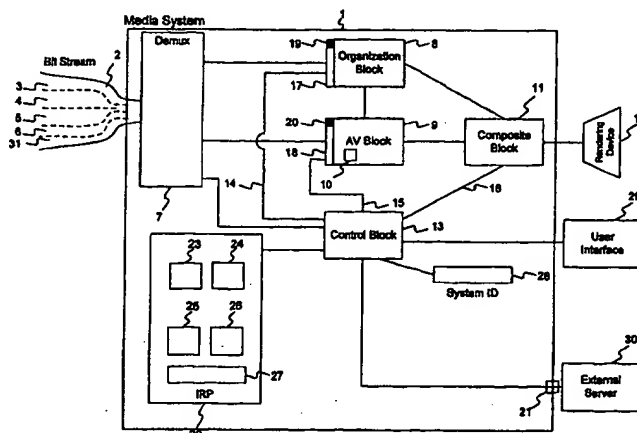 Media System
1
Bit Stream
2
3
4
5
6
31
Demux
7
19
Organization
Block
8
17
20
AV Block
9
18
10
11
Composite
Block
Rendering
Device
14
15
16
13
Control Block
29
User
Interface
28
System ID
23
24
25
26
27
IRP
30
External
Server
21